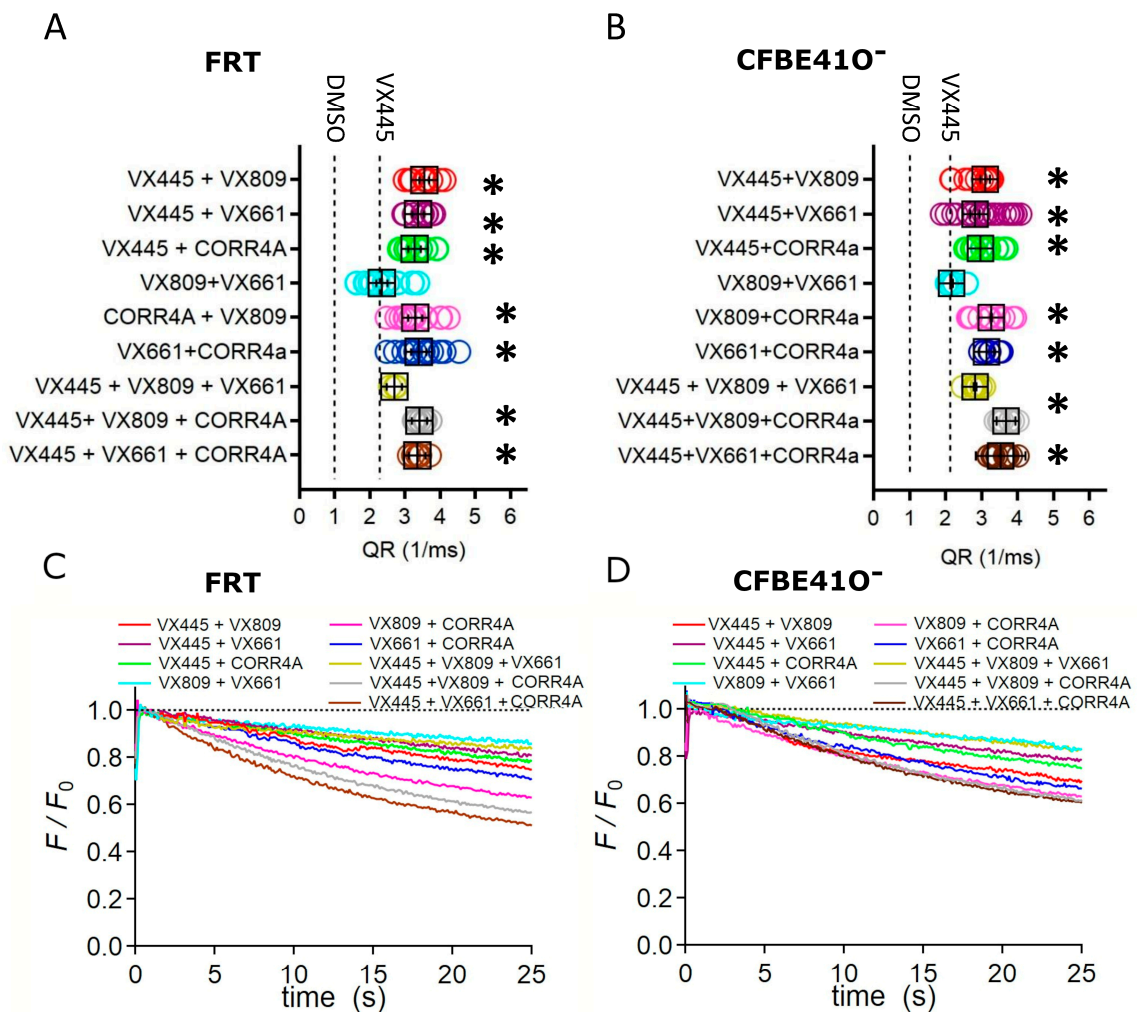 A
FRT
DMSO
VX445
VX445 + VX809
*
VX445 + VX661
*
VX445 + CORR4A
*
VX809+VX661
CORR4A + VX809
*
VX661+CORR4a
*
VX445 + VX809 + VX661
VX445+ VX809 + CORR4A
*
VX445 + VX661 + CORR4A
*
0 1 2 3 4 5 6
QR (1/ms)
B
CFBE41O⁻
DMSO
VX445
VX445+VX809
*
VX445+VX661
*
VX445+CORR4a
*
VX809+VX661
VX809+CORR4a
*
VX661+CORR4a
*
VX445 + VX809 + VX661
VX445+VX809+CORR4a
*
VX445+VX661+CORR4a
*
0 1 2 3 4 5 6
QR (1/ms)
C
FRT
VX445 + VX809
VX445 + VX661
VX445 + CORR4A
VX809 + VX661
VX809 + CORR4A
VX661 + CORR4A
VX445 + VX809 +VX661
VX445 +VX809 + CORR4A
VX445 + VX661 + CORR4A
1.0
0.8
0.6
0.4
0.2
0.0
F / F₀
0 5 10 15 20 25
time (s)
D
CFBE41O⁻
VX445 + VX809
VX445 + VX661
VX445 + CORR4A
VX809 + VX661
VX809 + CORR4A
VX661 + CORR4A
VX445 + VX809 + VX661
VX445 + VX809 + CORR4A
VX445 + VX661 + CORR4A
1.0
0.8
0.6
0.4
0.2
0.0
F / F₀
0 5 10 15 20 25
time (s)